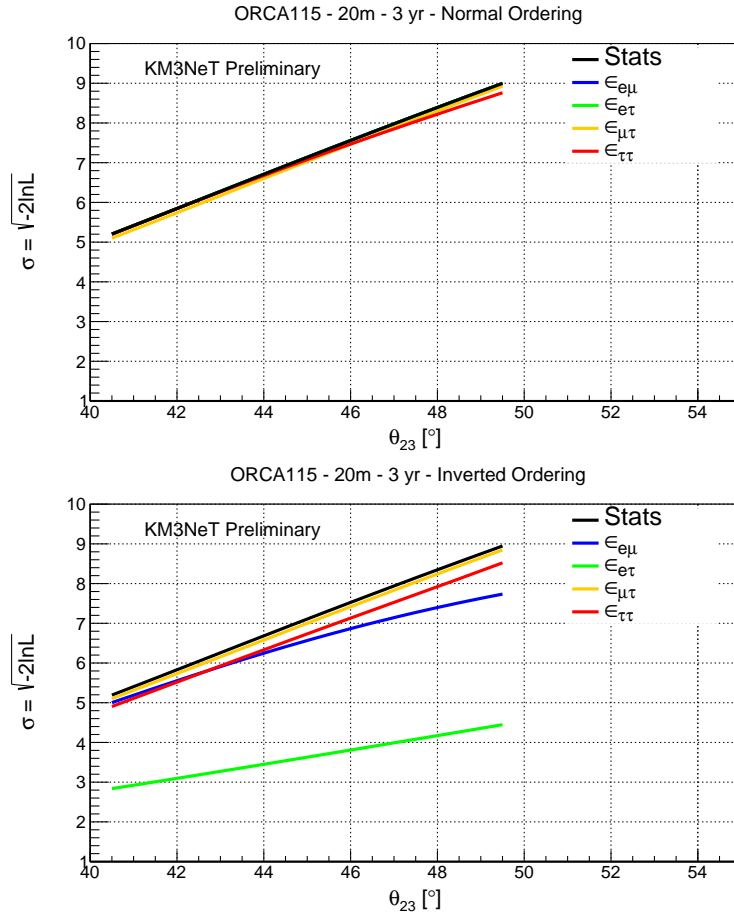 ORCA115 - 20m - 3 yr - Normal Ordering
KM3NeT Preliminary
Stats
∈eμ
∈eτ
∈μτ
∈ττ
σ = √-2lnL
10
9
8
7
6
5
4
3
2
1
40 42 44 46 48 50 52 54
θ23 [°]
ORCA115 - 20m - 3 yr - Inverted Ordering
KM3NeT Preliminary
Stats
∈eμ
∈eτ
∈μτ
∈ττ
σ = √-2lnL
10
9
8
7
6
5
4
3
2
1
40 42 44 46 48 50 52 54
θ23 [°]